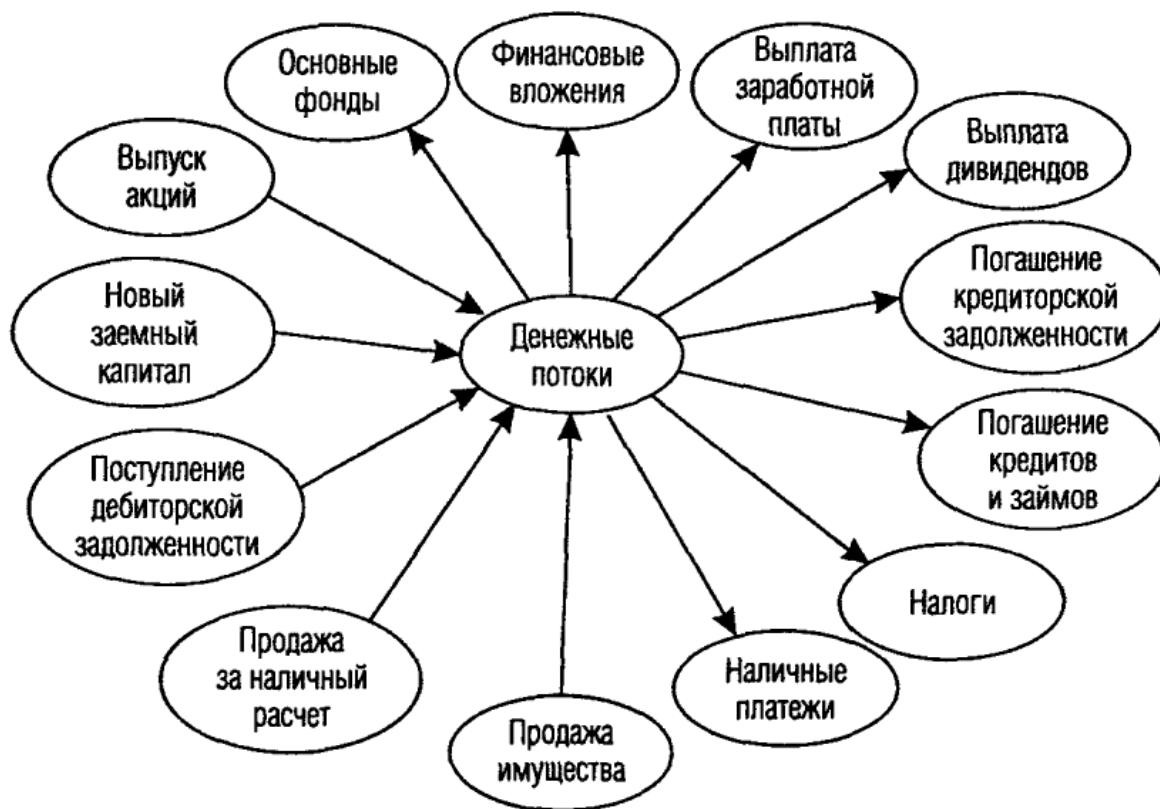 Основные
фонды
Финансовые
вложения
Выплата
заработной
платы
Выплата
дивидендов
Выпуск
акций
Погашение
кредиторской
задолженности
Новый
заемный
капитал
Денежные
потоки
Погашение
кредитов
и займов
Поступление
дебиторской
задолженности
Налоги
Продажа
за наличный
расчет
Наличные
платежи
Продажа
имущества